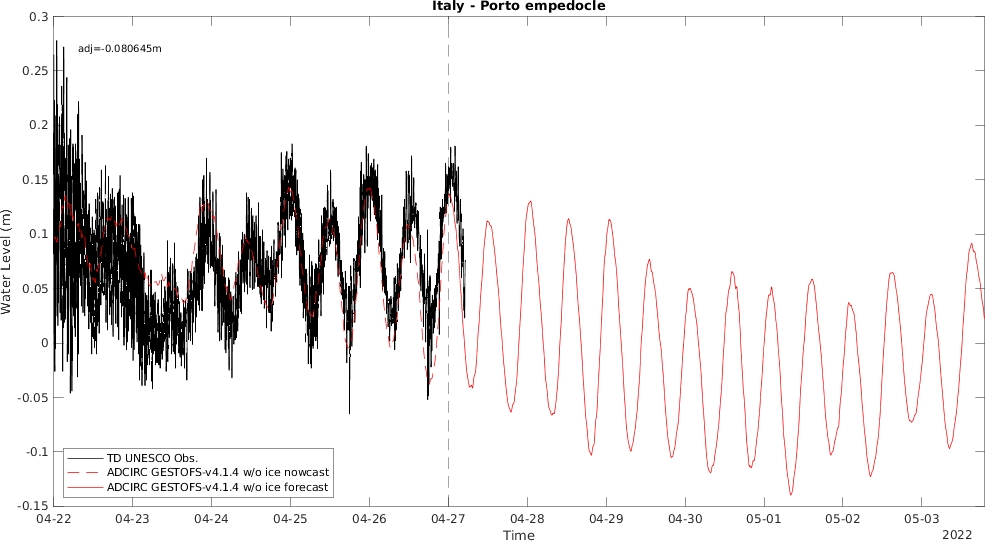 Italy - Porto empedocle
adj=-0.080645m
0.3
0.25
0.2
0.15
0.1
0.05
0
-0.05
-0.1
-0.15
Water Level (m)
TD UNESCO Obs.
ADCIRC GESTOFS-v4.1.4 w/o ice nowcast
ADCIRC GESTOFS-v4.1.4 w/o ice forecast
04-22 04-23 04-24 04-25 04-26 04-27 04-28 04-29 04-30 05-01 05-02 05-03
Time
2022